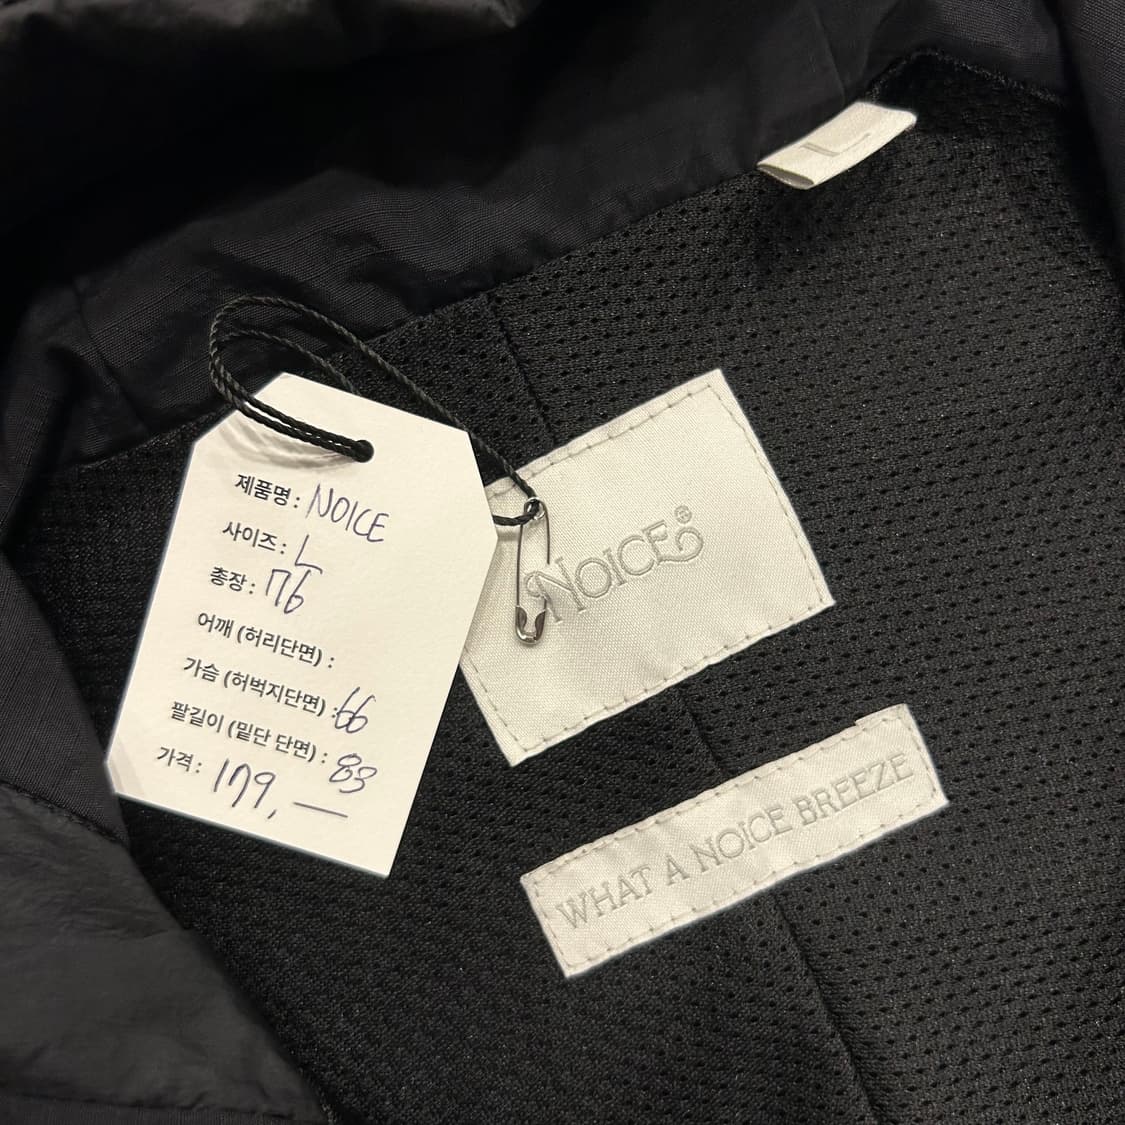 L
제품명 : NOICE
사이즈 : L
총장 : 76
어깨 (허리단면) :
가슴 (허벅지단면) : 66
팔길이 (밑단 단면) : 83
가격 : 179,—
NOICE®
WHAT A NOICE BREEZE